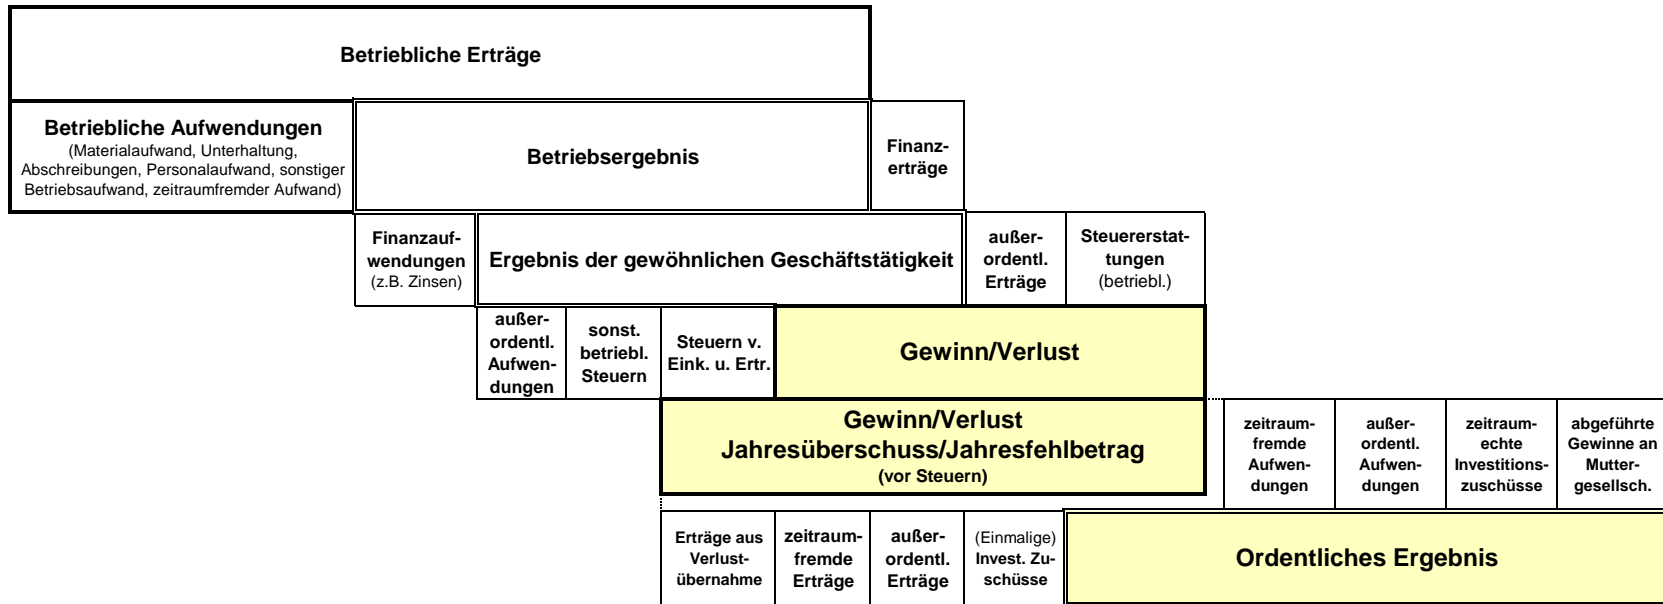 Betriebliche Erträge
Betriebliche Aufwendungen
(Materialaufwand, Unterhaltung,
Abschreibungen, Personalaufwand, sonstiger
Betriebsaufwand, zeitraumfremder Aufwand)
Betriebsergebnis
Finanz-
erträge
Finanzauf-
wendungen
(z.B. Zinsen)
Ergebnis der gewöhnlichen Geschäftstätigkeit
außer-
ordentl.
Erträge
Steuererstat-
tungen
(betriebl.)
außer-
ordentl.
Aufwen-
dungen
sonst.
betriebl.
Steuern
Steuern v.
Eink. u. Ertr.
Gewinn/Verlust
Gewinn/Verlust
Jahresüberschuss/Jahresfehlbetrag
(vor Steuern)
zeitraum-
fremde
Aufwen-
dungen
außer-
ordentl.
Aufwen-
dungen
zeitraum-
echte
Investitions-
zuschüsse
abgeführte
Gewinne an
Mutter-
gesellsch.
Erträge aus
Verlust-
übernahme
zeitraum-
fremde
Erträge
außer-
ordentl.
Erträge
(Einmalige)
Invest. Zu-
schüsse
Ordentliches Ergebnis